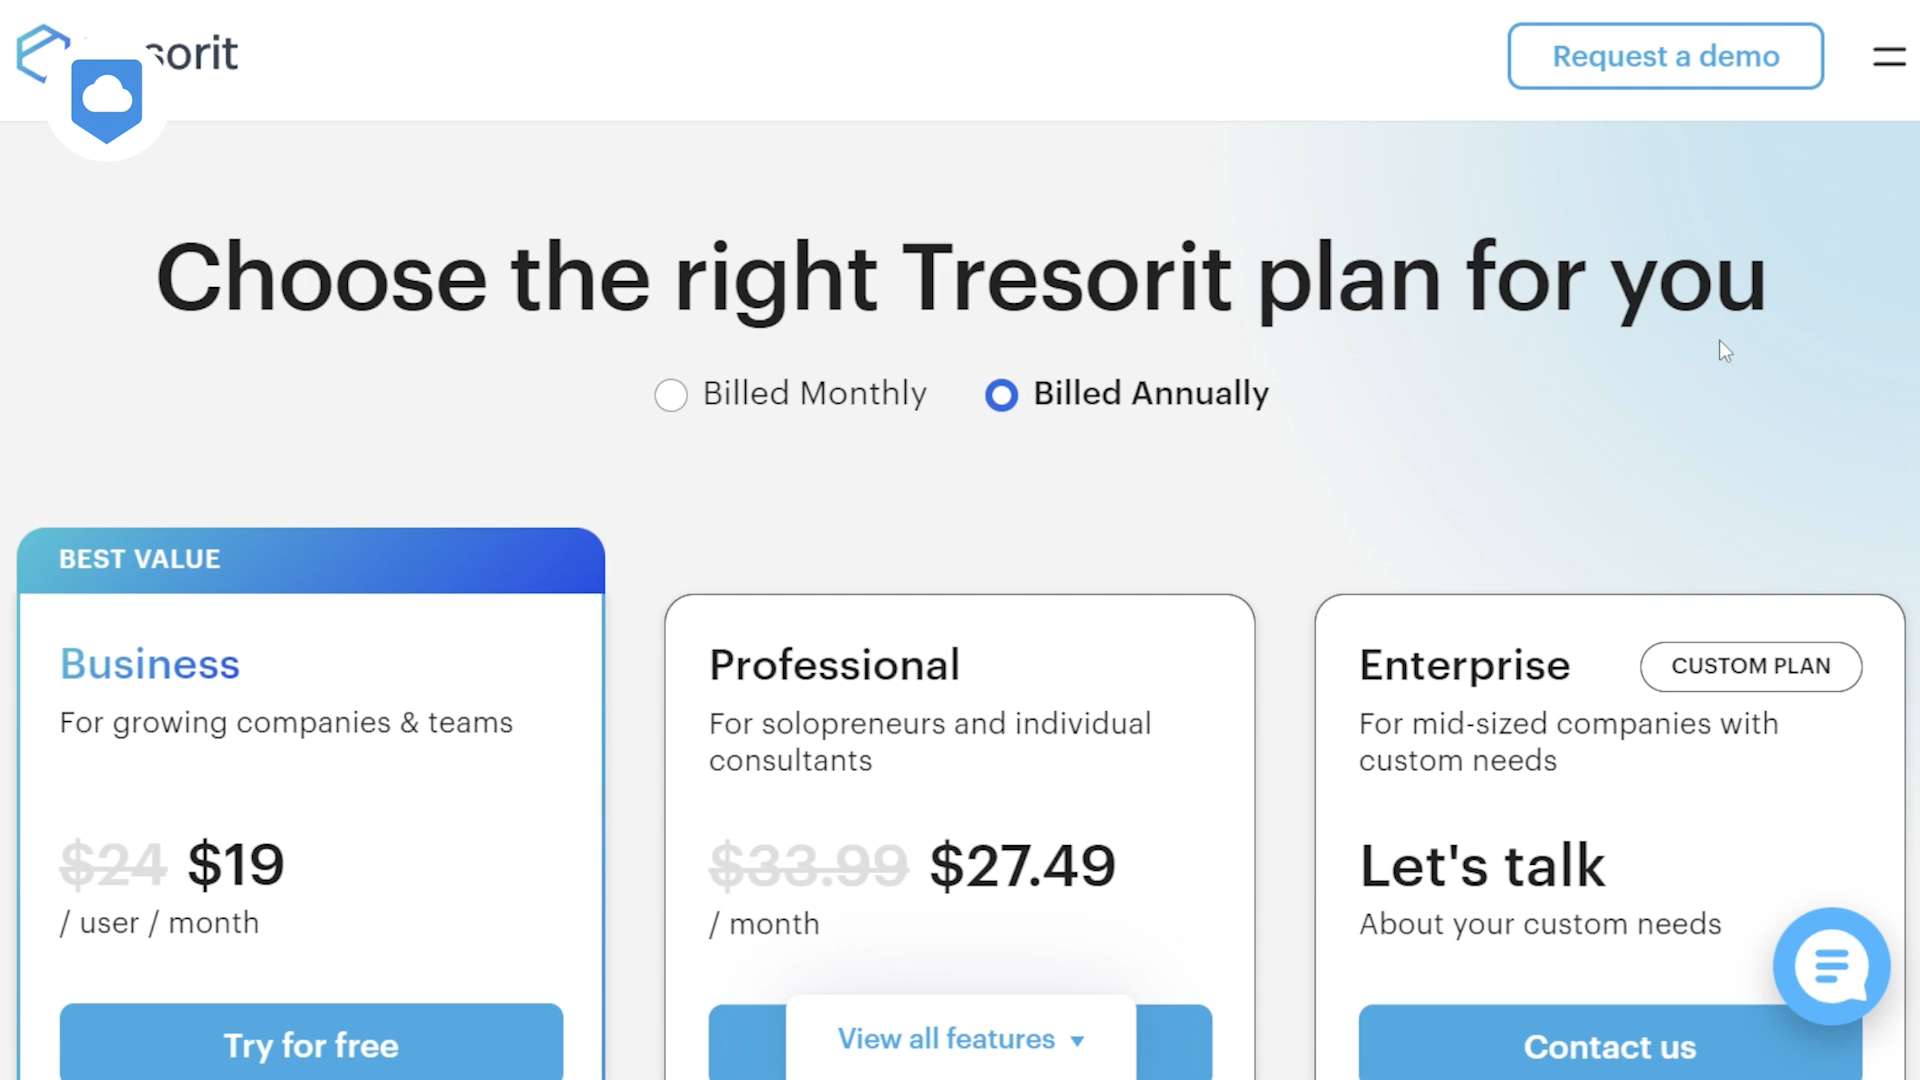 sorit
Request a demo
Choose the right Tresorit plan for you
Billed Monthly
Billed Annually
BEST VALUE
Business
For growing companies & teams
$24 $19
/ user / month
Try for free
Professional
For solopreneurs and individual
consultants
$33.99 $27.49
/ month
View all features ▼
Enterprise
CUSTOM PLAN
For mid-sized companies with
custom needs
Let's talk
About your custom needs
Contact us